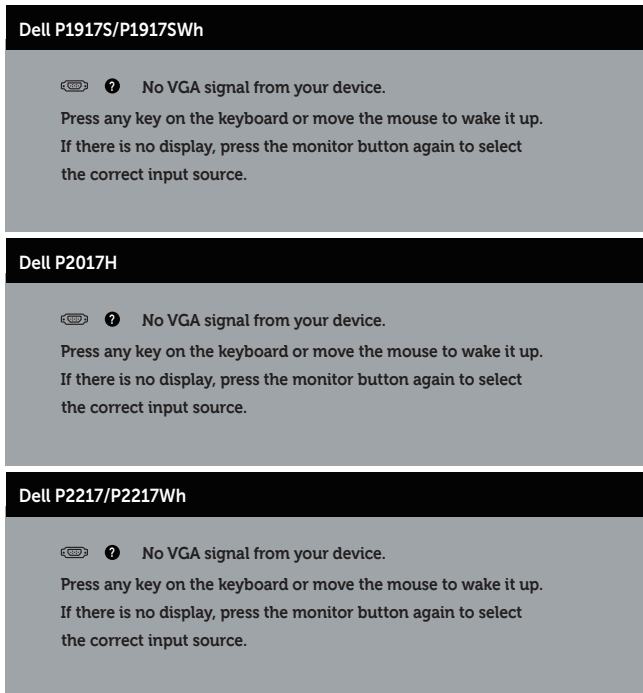 Dell P1917S/P1917SWh
? No VGA signal from your device.
Press any key on the keyboard or move the mouse to wake it up.
If there is no display, press the monitor button again to select
the correct input source.
Dell P2017H
? No VGA signal from your device.
Press any key on the keyboard or move the mouse to wake it up.
If there is no display, press the monitor button again to select
the correct input source.
Dell P2217/P2217Wh
? No VGA signal from your device.
Press any key on the keyboard or move the mouse to wake it up.
If there is no display, press the monitor button again to select
the correct input source.